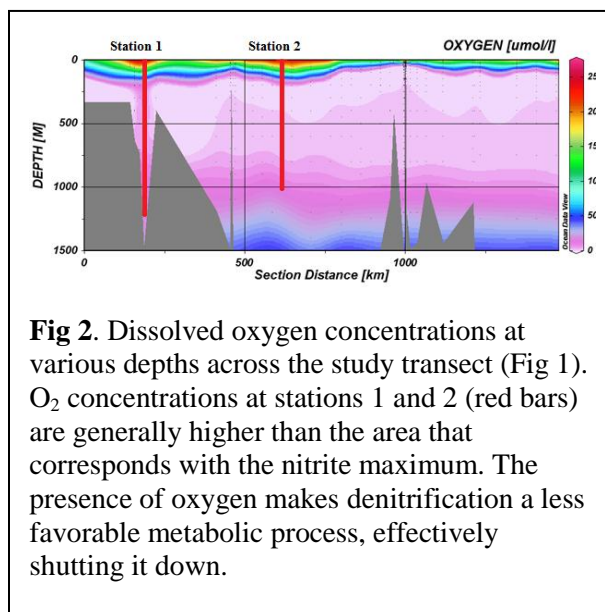 Station 1
Station 2
OXYGEN [umol/l]
0
500
1000
1500
DEPTH [M]
0
500
1000
Section Distance [km]
Ocean Data View
Fig 2. Dissolved oxygen concentrations at
various depths across the study transect (Fig 1).
O₂ concentrations at stations 1 and 2 (red bars)
are generally higher than the area that
corresponds with the nitrite maximum. The
presence of oxygen makes denitrification a less
favorable metabolic process, effectively
shutting it down.